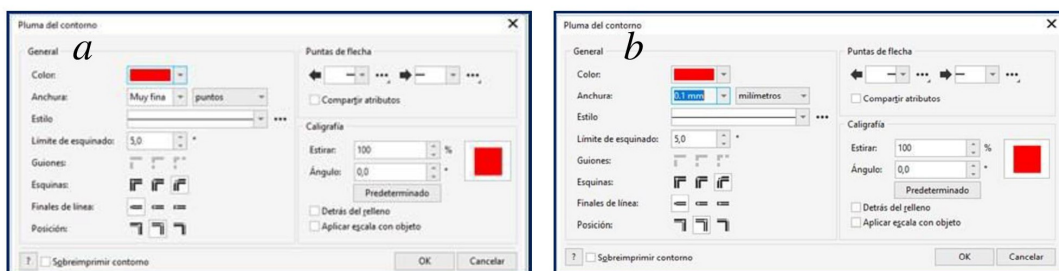 Pluma del contorno
a
General
Color:
Anchura: Muy fina puntos
Estilo
Límite de esquinado: 5,0 °
Guiones:
Esquinas:
Finales de línea:
Posición:
Puntas de flecha
Compartir atributos
Caligrafía
Estirar: 100 %
Ángulo: 0,0 °
Predeterminado
Detrás del relleno
Aplicar escala con objeto
? Sobreimprimir contorno
OK Cancelar
Pluma del contorno
b
General
Color:
Anchura: 0.1 mm milímetros
Estilo
Límite de esquinado: 5,0 °
Guiones:
Esquinas:
Finales de línea:
Posición:
Puntas de flecha
Compartir atributos
Caligrafía
Estirar: 100 %
Ángulo: 0,0 °
Predeterminado
Detrás del relleno
Aplicar escala con objeto
? Sobreimprimir contorno
OK Cancelar